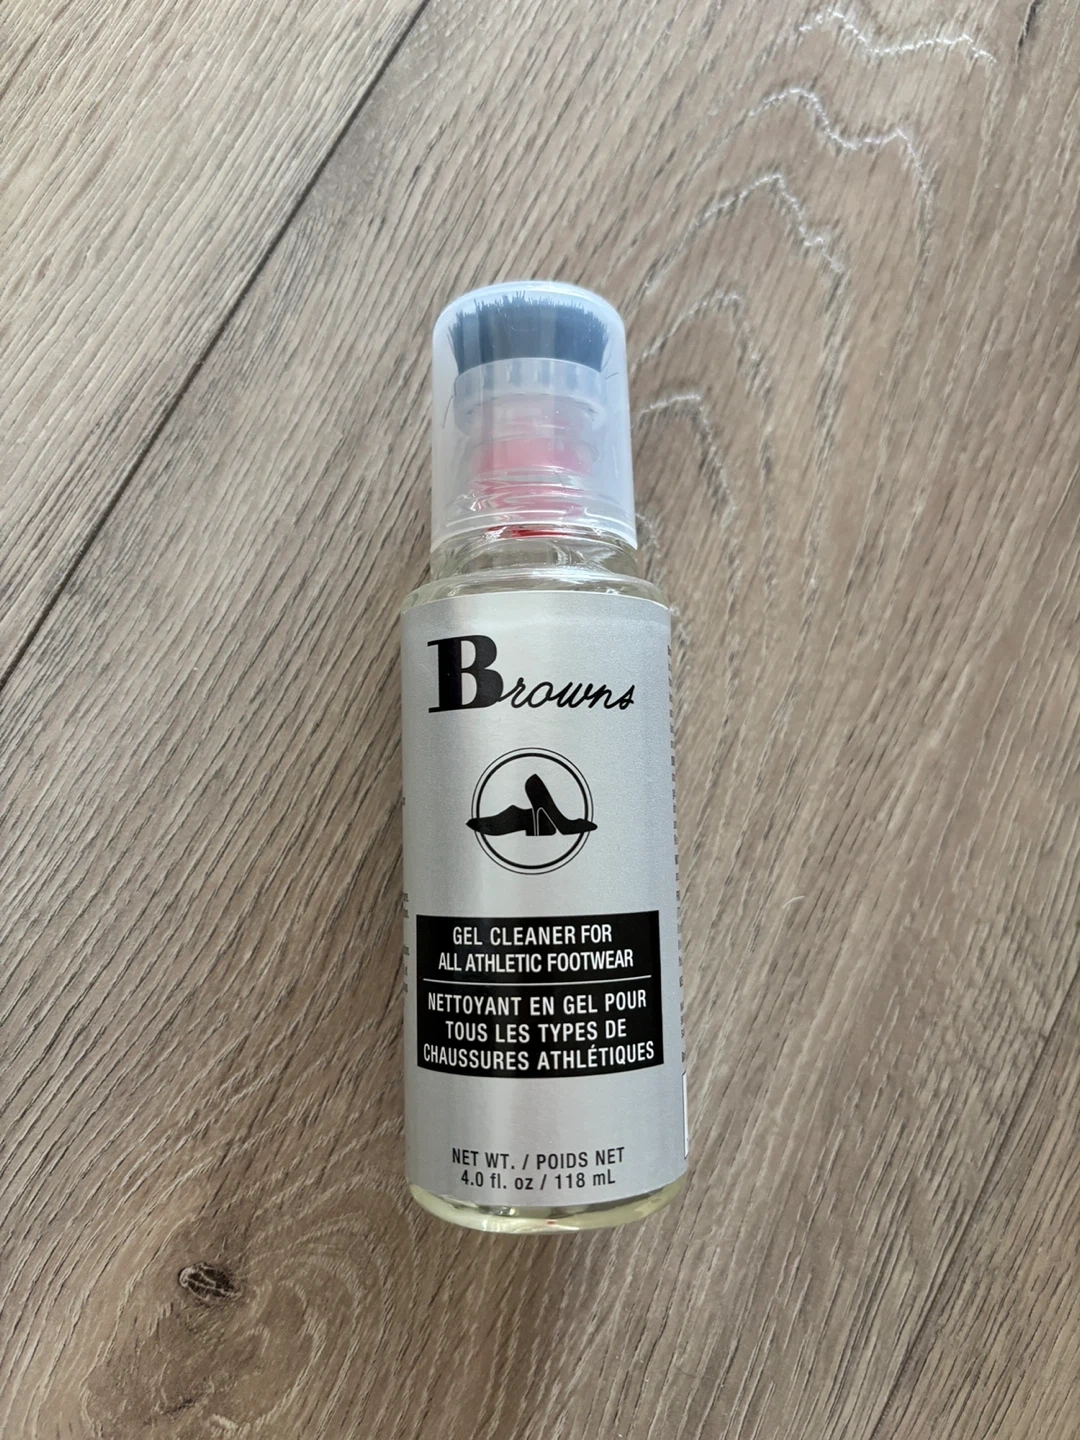 Browns
GEL CLEANER FOR
ALL ATHLETIC FOOTWEAR
NETTOYANT EN GEL POUR
TOUS LES TYPES DE
CHAUSSURES ATHLÉTIQUES
NET WT. / POIDS NET
4.0 fl. oz / 118 mL